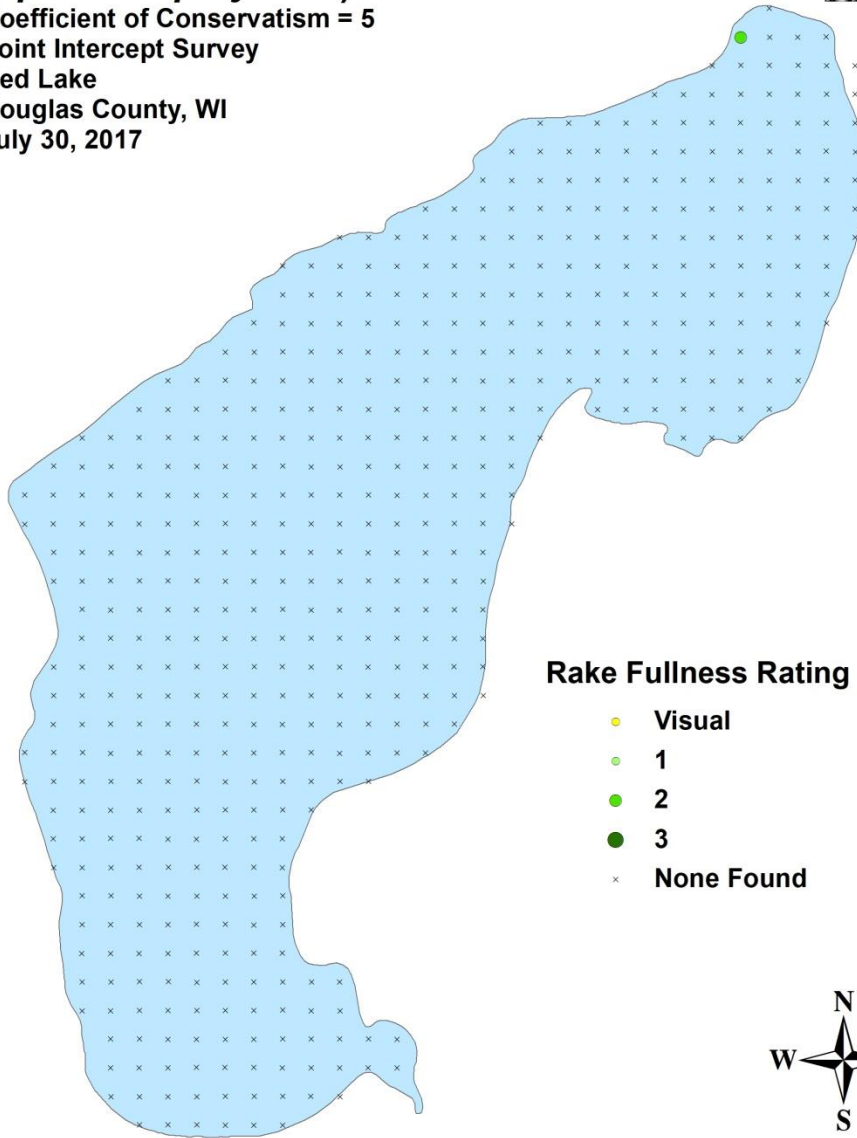 oefficient of Conservatism = 5
oint Intercept Survey
ed Lake
ouglas County, WI
uly 30, 2017
Rake Fullness Rating
Visual
1
2
3
None Found
N
W
S